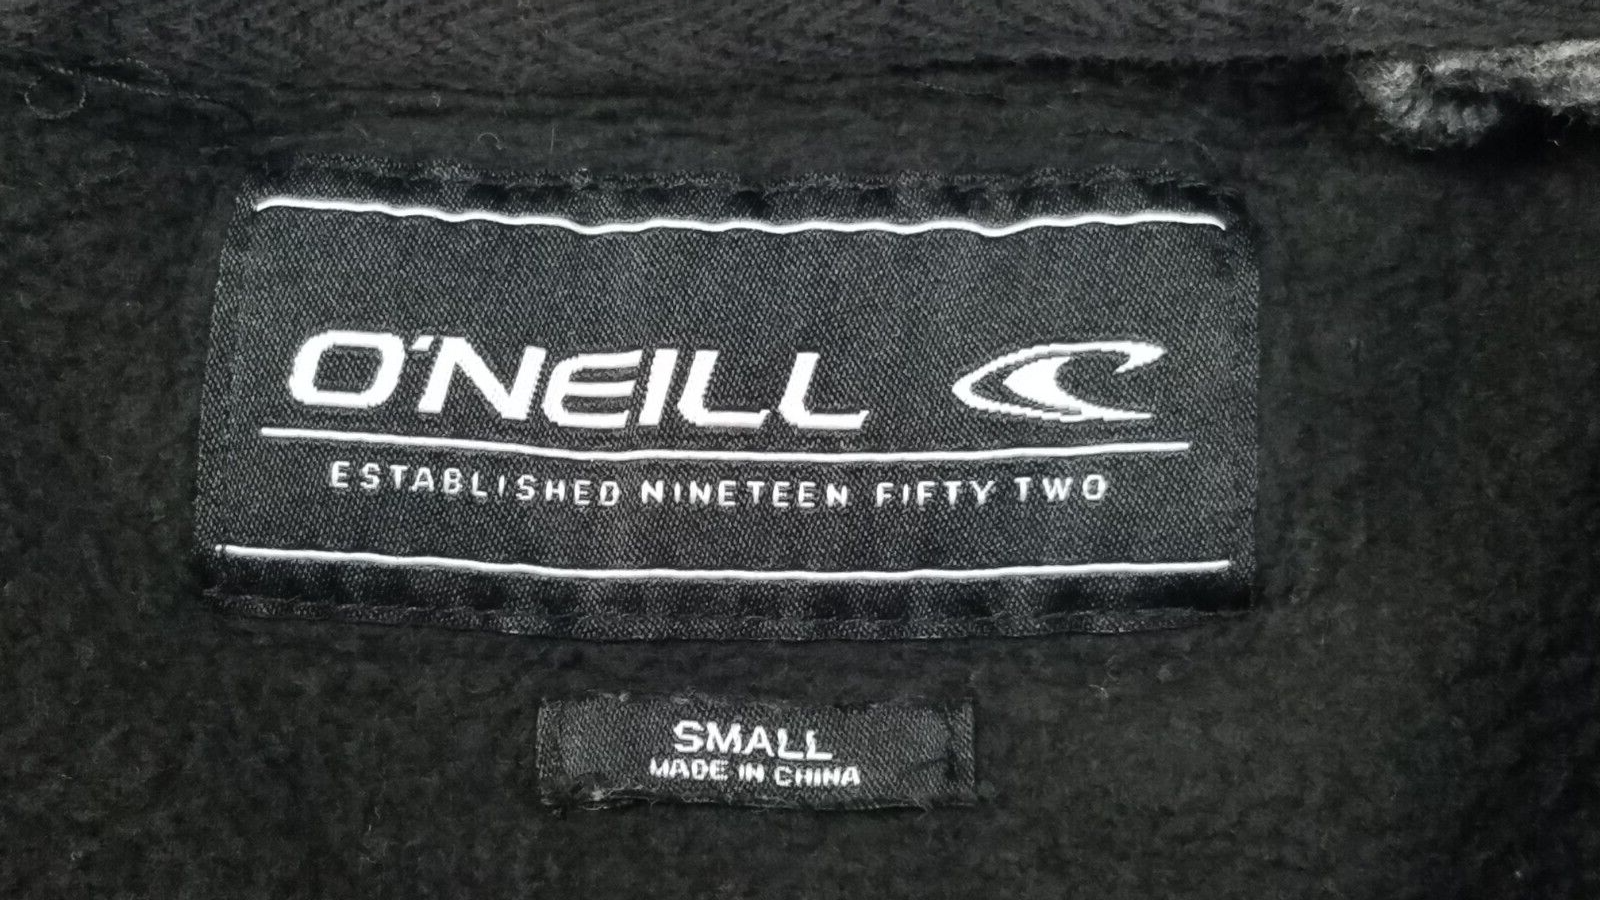 O'NEILL
ESTABLISHED NINETEEN FIFTY TWO
SMALL
MADE IN CHINA